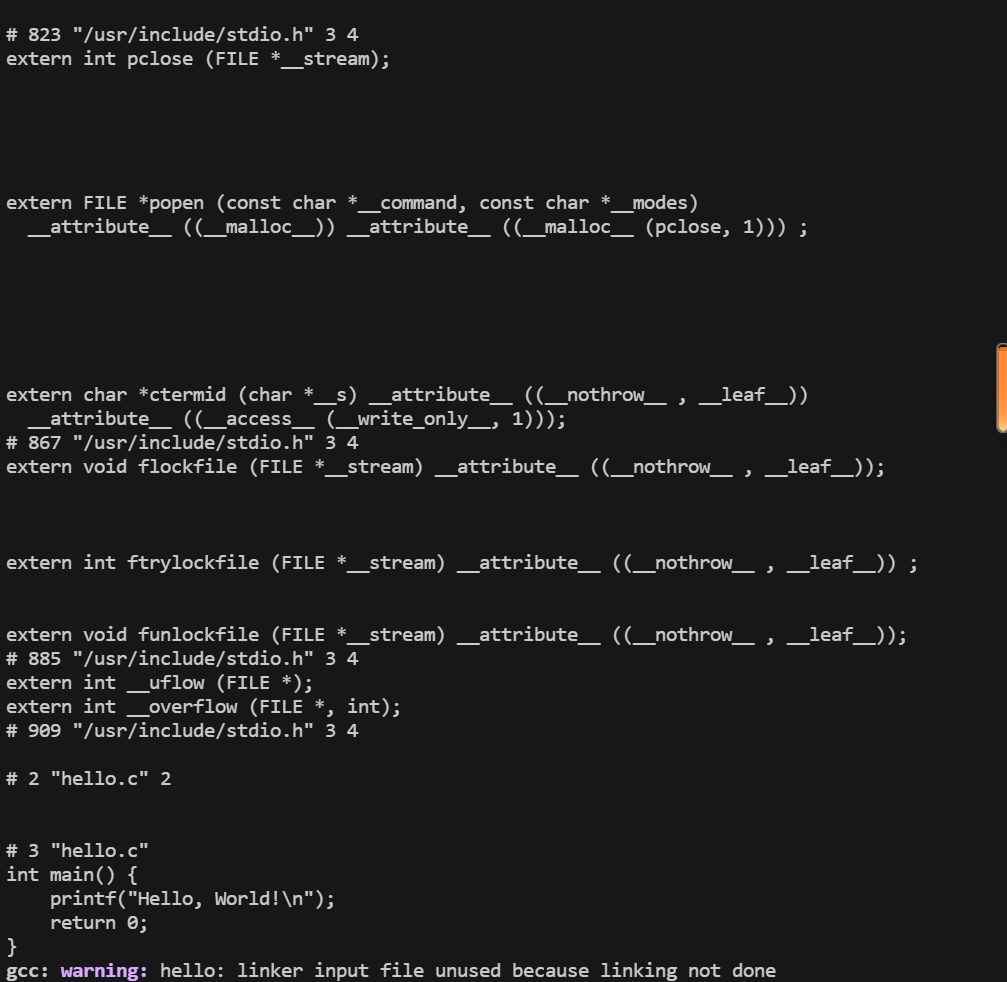 # 823 "/usr/include/stdio.h" 3 4
extern int pclose (FILE *__stream);
extern FILE *popen (const char *__command, const char *__modes)
  __attribute__ ((__malloc__)) __attribute__ ((__malloc__ (pclose, 1))) ;
extern char *ctermid (char *__s) __attribute__ ((__nothrow__ , __leaf__))
  __attribute__ ((__access__ (__write_only__, 1)));
# 867 "/usr/include/stdio.h" 3 4
extern void flockfile (FILE *__stream) __attribute__ ((__nothrow__ , __leaf__));
extern int ftrylockfile (FILE *__stream) __attribute__ ((__nothrow__ , __leaf__)) ;
extern void funlockfile (FILE *__stream) __attribute__ ((__nothrow__ , __leaf__));
# 885 "/usr/include/stdio.h" 3 4
extern int __uflow (FILE *);
extern int __overflow (FILE *, int);
# 909 "/usr/include/stdio.h" 3 4
# 2 "hello.c" 2
# 3 "hello.c"
int main() {
    printf("Hello, World!\n");
    return 0;
}
gcc: warning: hello: linker input file unused because linking not done